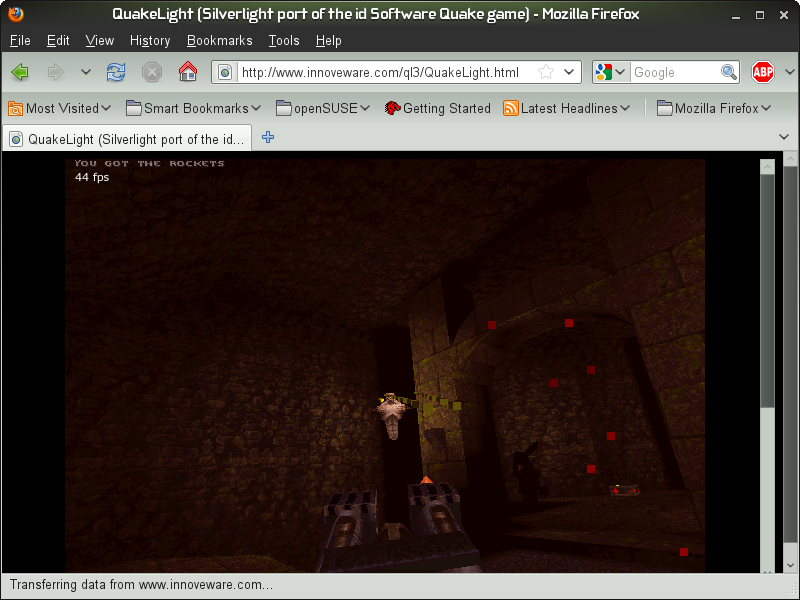 QuakeLight (Silverlight port of the id Software Quake game) - Mozilla Firefox
File Edit View History Bookmarks Tools Help
http://www.innoveware.com/ql3/QuakeLight.html Google ABP
Most Visited Smart Bookmarks openSUSE Getting Started Latest Headlines Mozilla Firefox
QuakeLight (Silverlight port of the id...
YOU GOT THE ROCKETS
44 fps
Transferring data from www.innoveware.com...